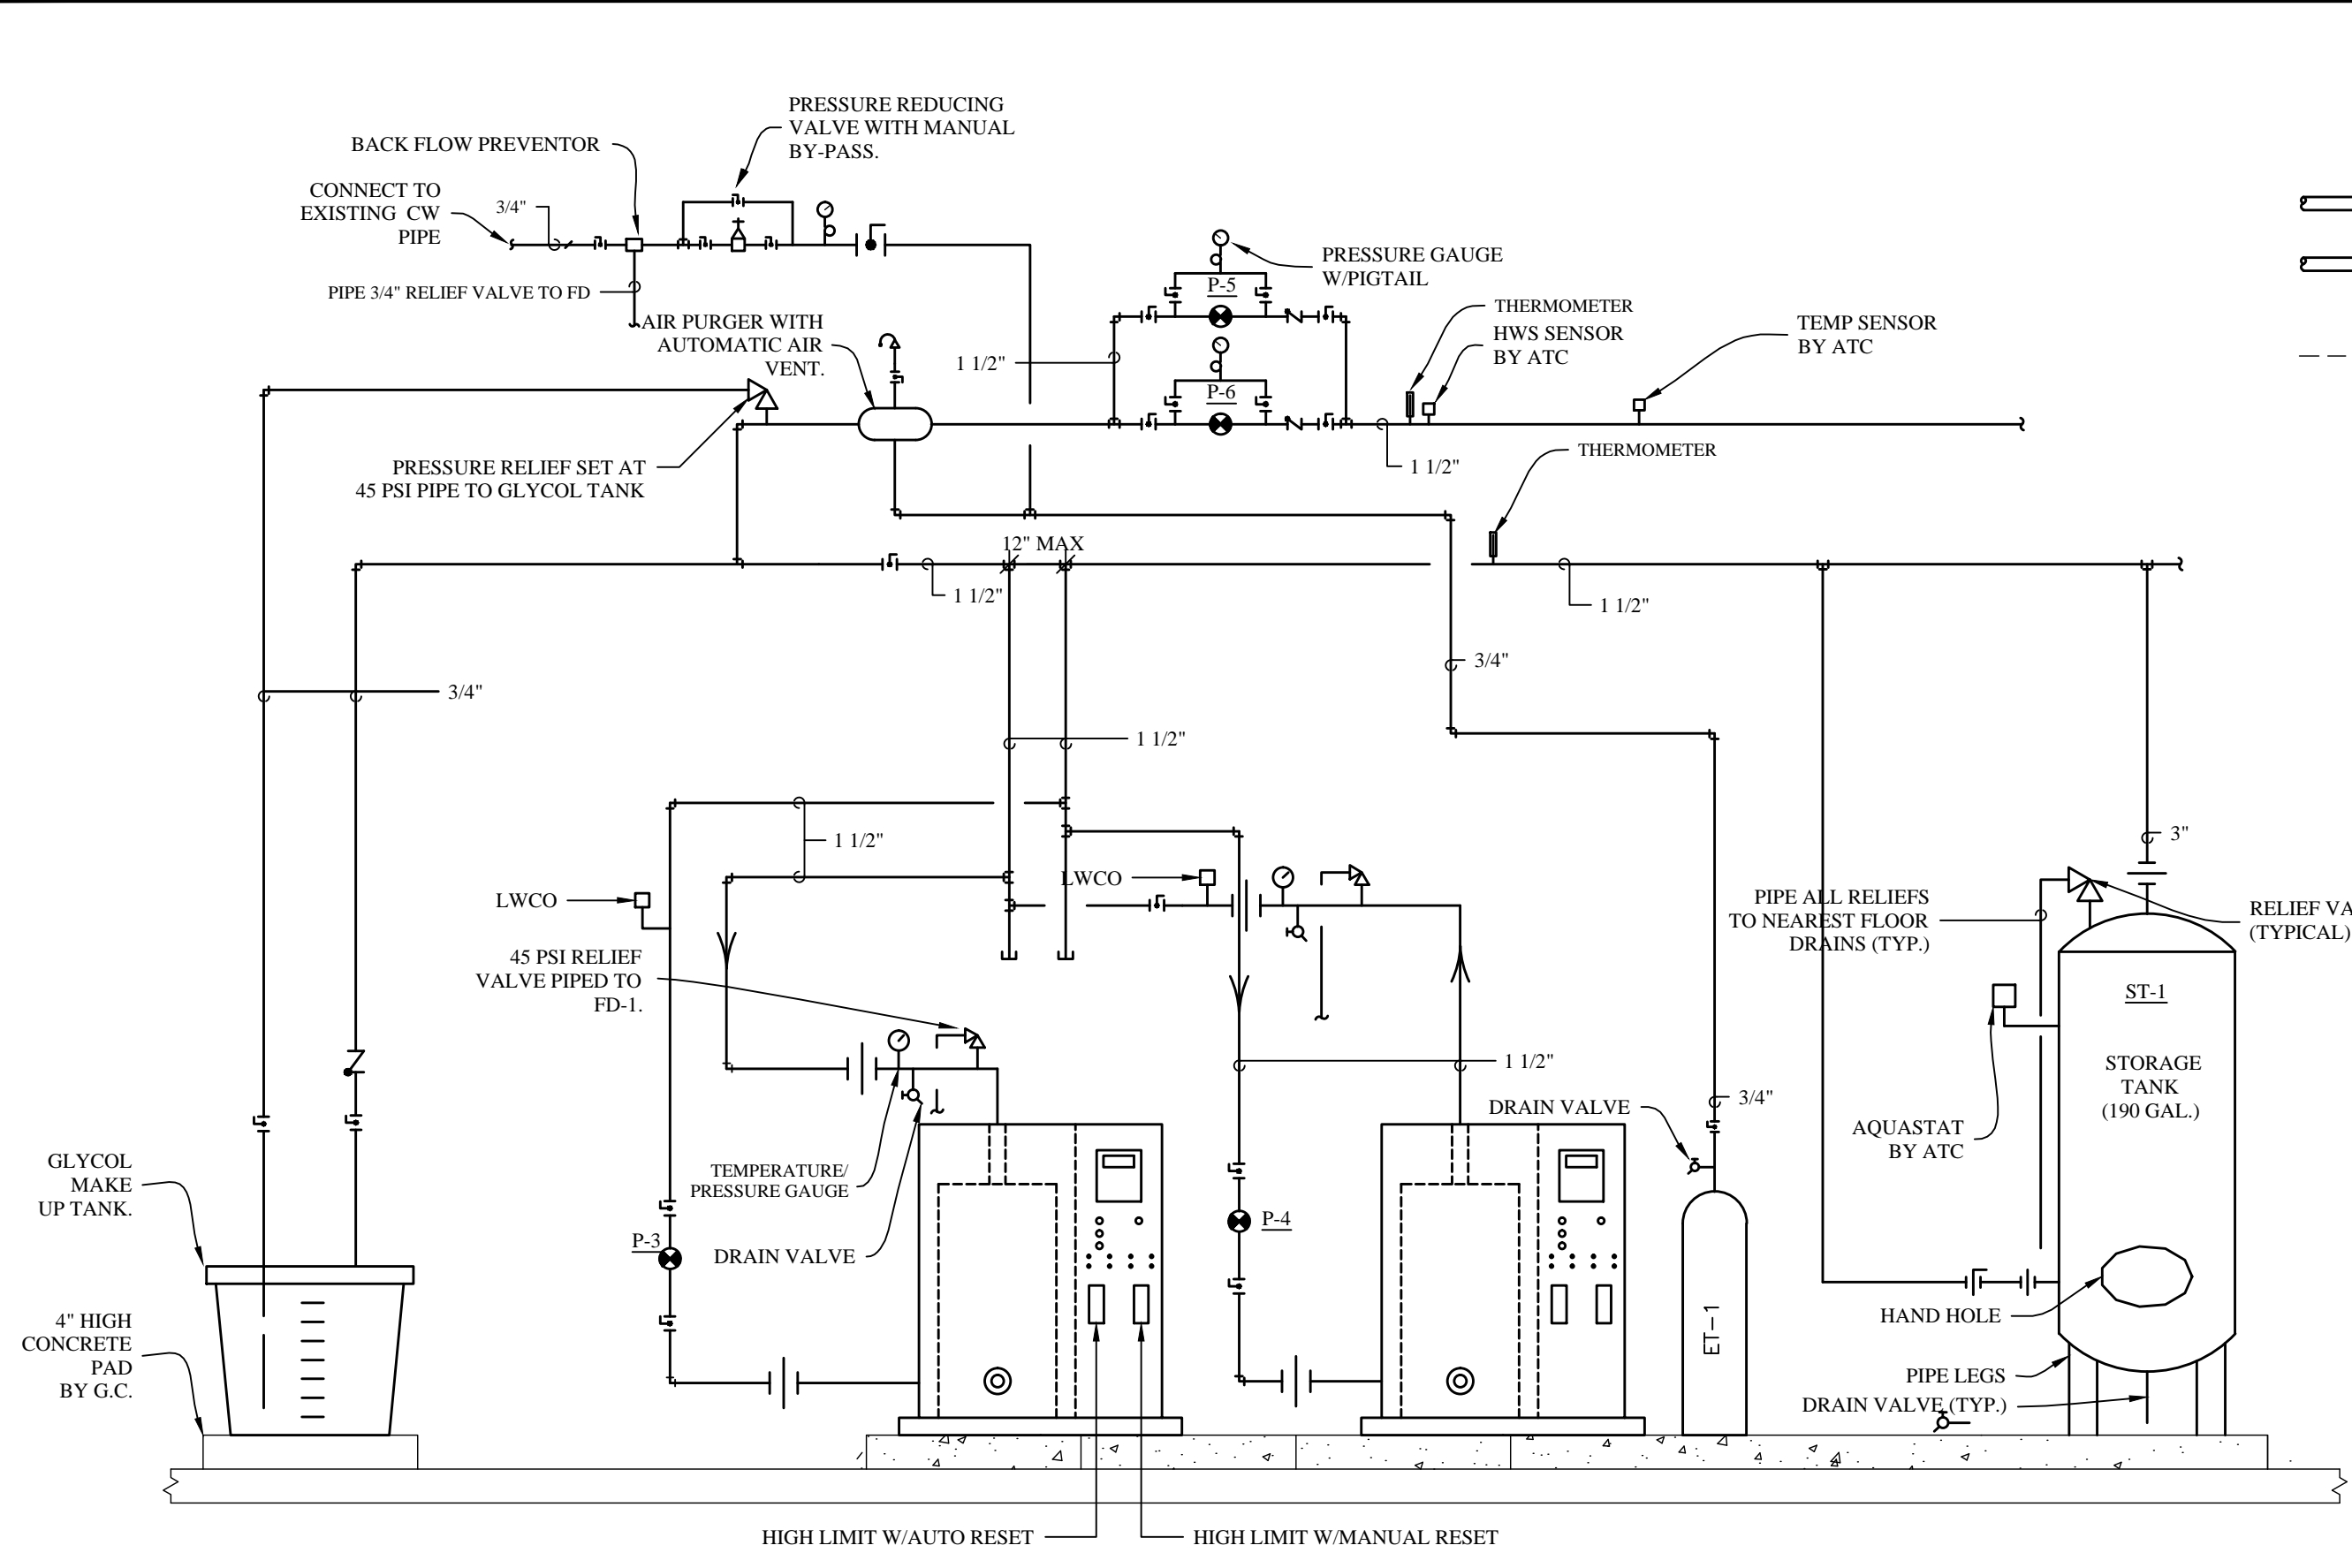 PRESSURE REDUCING
VALVE WITH MANUAL
BY-PASS.
BACK FLOW PREVENTOR
CONNECT TO
EXISTING CW
PIPE
3/4"
PIPE 3/4" RELIEF VALVE TO FD
AIR PURGER WITH
AUTOMATIC AIR
VENT.
1 1/2"
P-5
P-6
PRESSURE GAUGE
W/PIGTAIL
THERMOMETER
HWS SENSOR
BY ATC
TEMP SENSOR
BY ATC
1 1/2"
THERMOMETER
PRESSURE RELIEF SET AT
45 PSI PIPE TO GLYCOL TANK
12" MAX
1 1/2"
1 1/2"
3/4"
3/4"
1 1/2"
1 1/2"
3"
LWCO
LWCO
PIPE ALL RELIEFS
TO NEAREST FLOOR
DRAINS (TYP.)
RELIEF VA
(TYPICAL)
45 PSI RELIEF
VALVE PIPED TO
FD-1.
ST-1
STORAGE
TANK
(190 GAL.)
1 1/2"
3/4"
DRAIN VALVE
AQUASTAT
BY ATC
GLYCOL
MAKE
UP TANK.
TEMPERATURE/
PRESSURE GAUGE
P-3
DRAIN VALVE
P-4
ET-1
HAND HOLE
4" HIGH
CONCRETE
PAD
BY G.C.
PIPE LEGS
DRAIN VALVE (TYP.)
HIGH LIMIT W/AUTO RESET
HIGH LIMIT W/MANUAL RESET